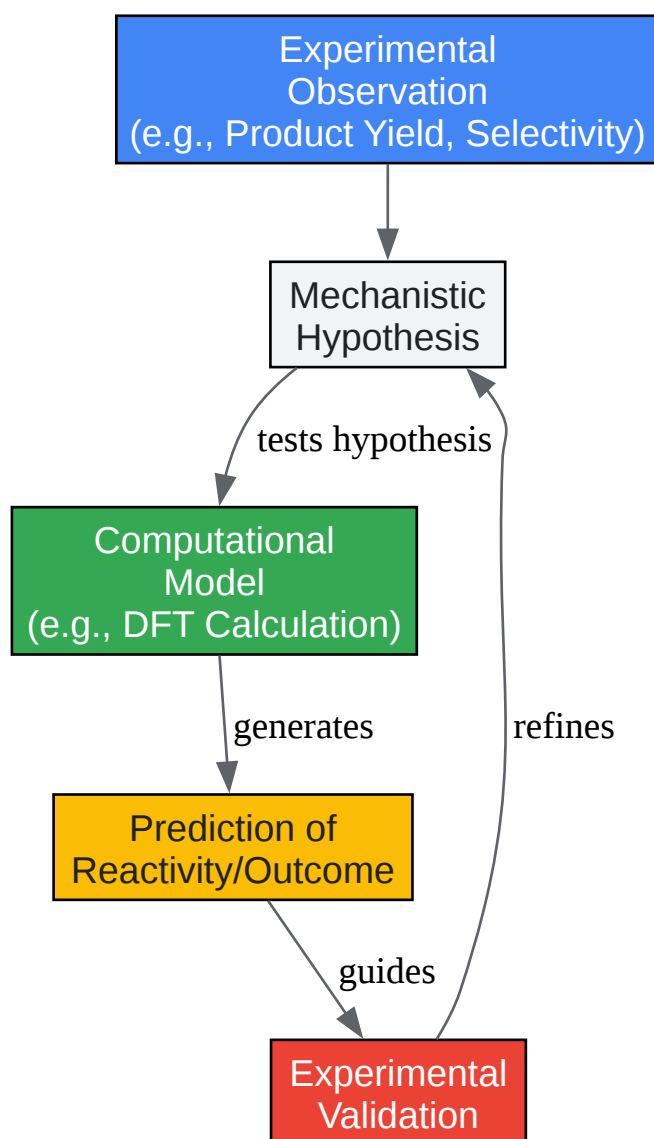 Experimental
Observation
(e.g., Product Yield, Selectivity)
Mechanistic
Hypothesis
tests hypothesis
Computational
Model
(e.g., DFT Calculation)
generates
refines
Prediction of
Reactivity/Outcome
guides
Experimental
Validation